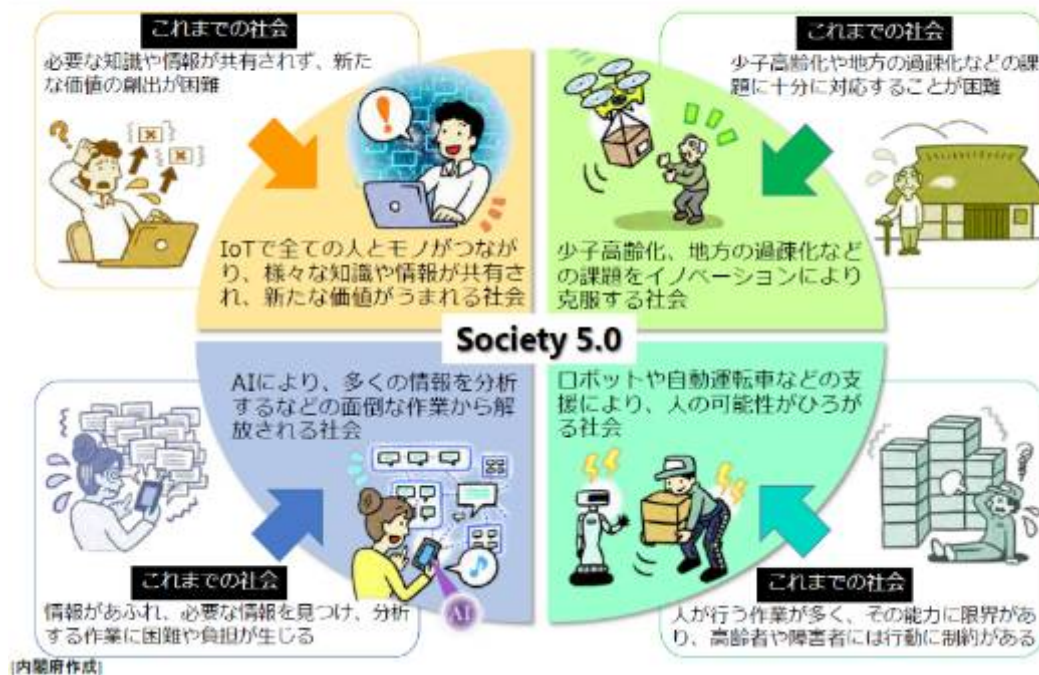 これまでの社会
必要な知識や情報が共有されず、新た
な価値の創出が困難
IoTで全ての人とモノがつなが
り、様々な知識や情報が共有さ
れ、新たな価値がうまれる社会
これまでの社会
少子高齢化や地方の過疎化などの課
題に十分に対応することが困難
少子高齢化、地方の過疎化など
の課題をイノベーションにより
克服する社会
Society 5.0
AIにより、多くの情報を分析
するなどの面倒な作業から解
放される社会
AI
これまでの社会
情報があふれ、必要な情報を見つけ、分析
する作業に困難や負担が生じる
ロボットや自動運転車などの支
援により、人の可能性がひろが
る社会
これまでの社会
人が行う作業が多く、その能力に限界があ
り、高齢者や障害者には行動に制約がある
[内閣府作成]